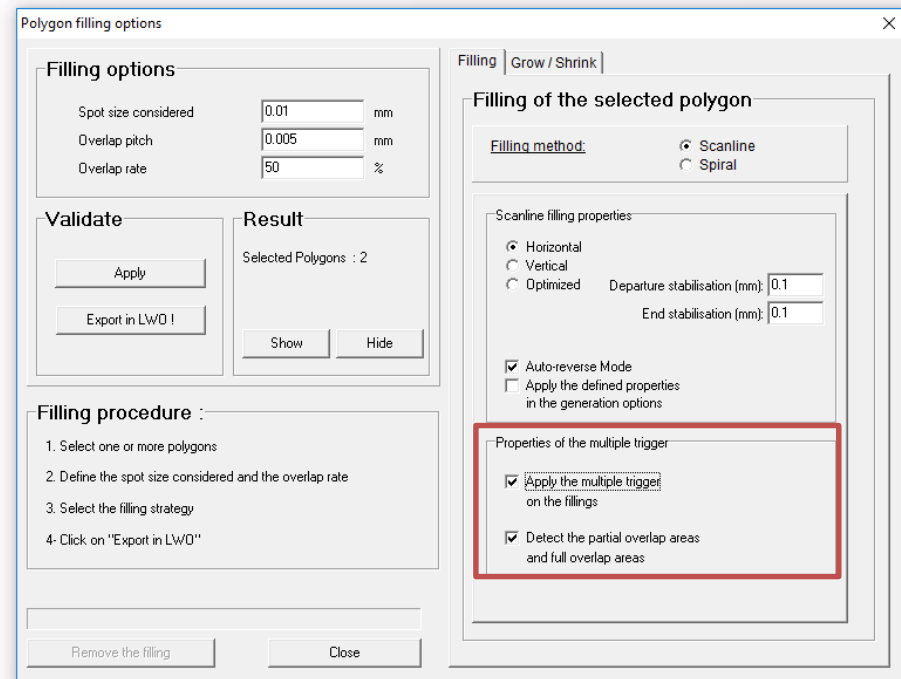 Polygon filling options
Filling options
Spot size considered 0.01 mm
Overlap pitch 0.005 mm
Overlap rate 50 %
Validate
Apply
Export in LWO !
Result
Selected Polygons : 2
Show Hide
Filling procedure :
1. Select one or more polygons
2. Define the spot size considered and the overlap rate
3. Select the filling strategy
4- Click on "Export in LWO"
Remove the filling Close
Filling Grow / Shrink
Filling of the selected polygon
Filling method: Scanline
Spiral
Scanline filling properties
Horizontal
Vertical
Optimized Departure stabilisation (mm): 0.1
End stabilisation (mm): 0.1
Auto-reverse Mode
Apply the defined properties
in the generation options
Properties of the multiple trigger
Apply the multiple trigger
on the fillings
Detect the partial overlap areas
and full overlap areas